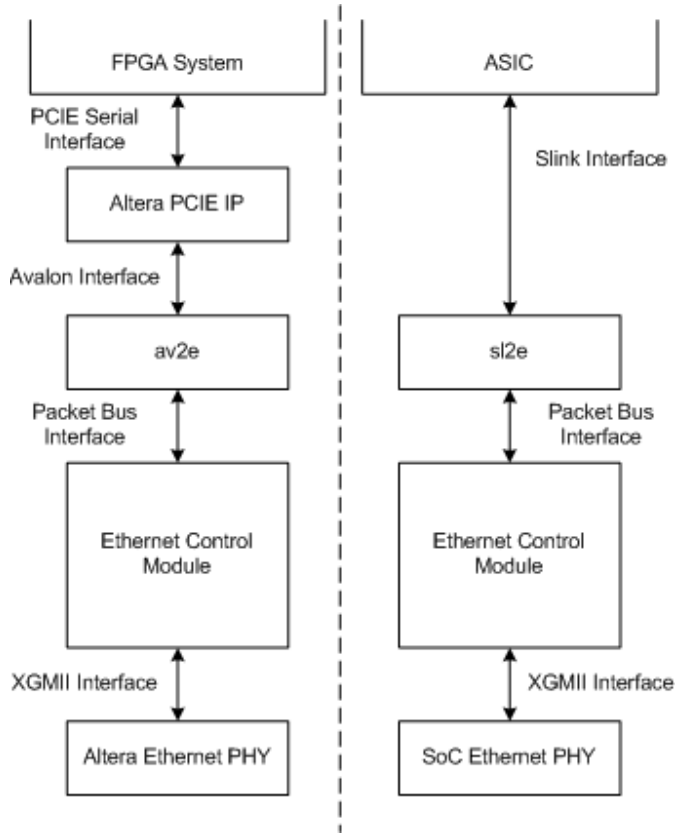 FPGA System
PCIE Serial
Interface
Altera PCIE IP
Avalon Interface
av2e
Packet Bus
Interface
Ethernet Control
Module
XGMII Interface
Altera Ethernet PHY
ASIC
Slink Interface
sl2e
Packet Bus
Interface
Ethernet Control
Module
XGMII Interface
SoC Ethernet PHY